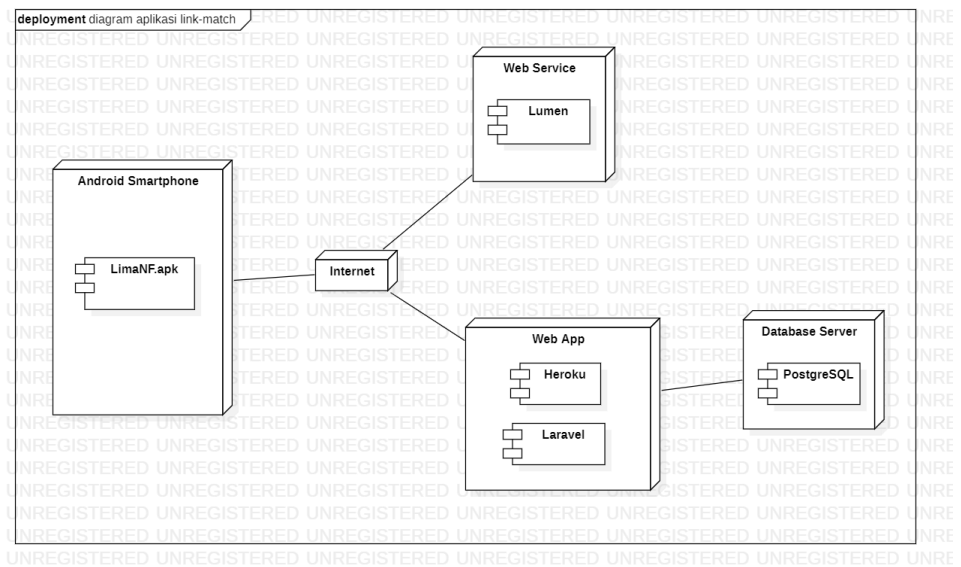 deployment diagram aplikasi link-match
Web Service
Lumen
Android Smartphone
LimaNF.apk
Internet
Web App
Heroku
Laravel
Database Server
PostgreSQL
UNREGISTERED UNREGISTERED UNREGISTERED UNREGISTERED UNREGISTERED UNREGISTERED